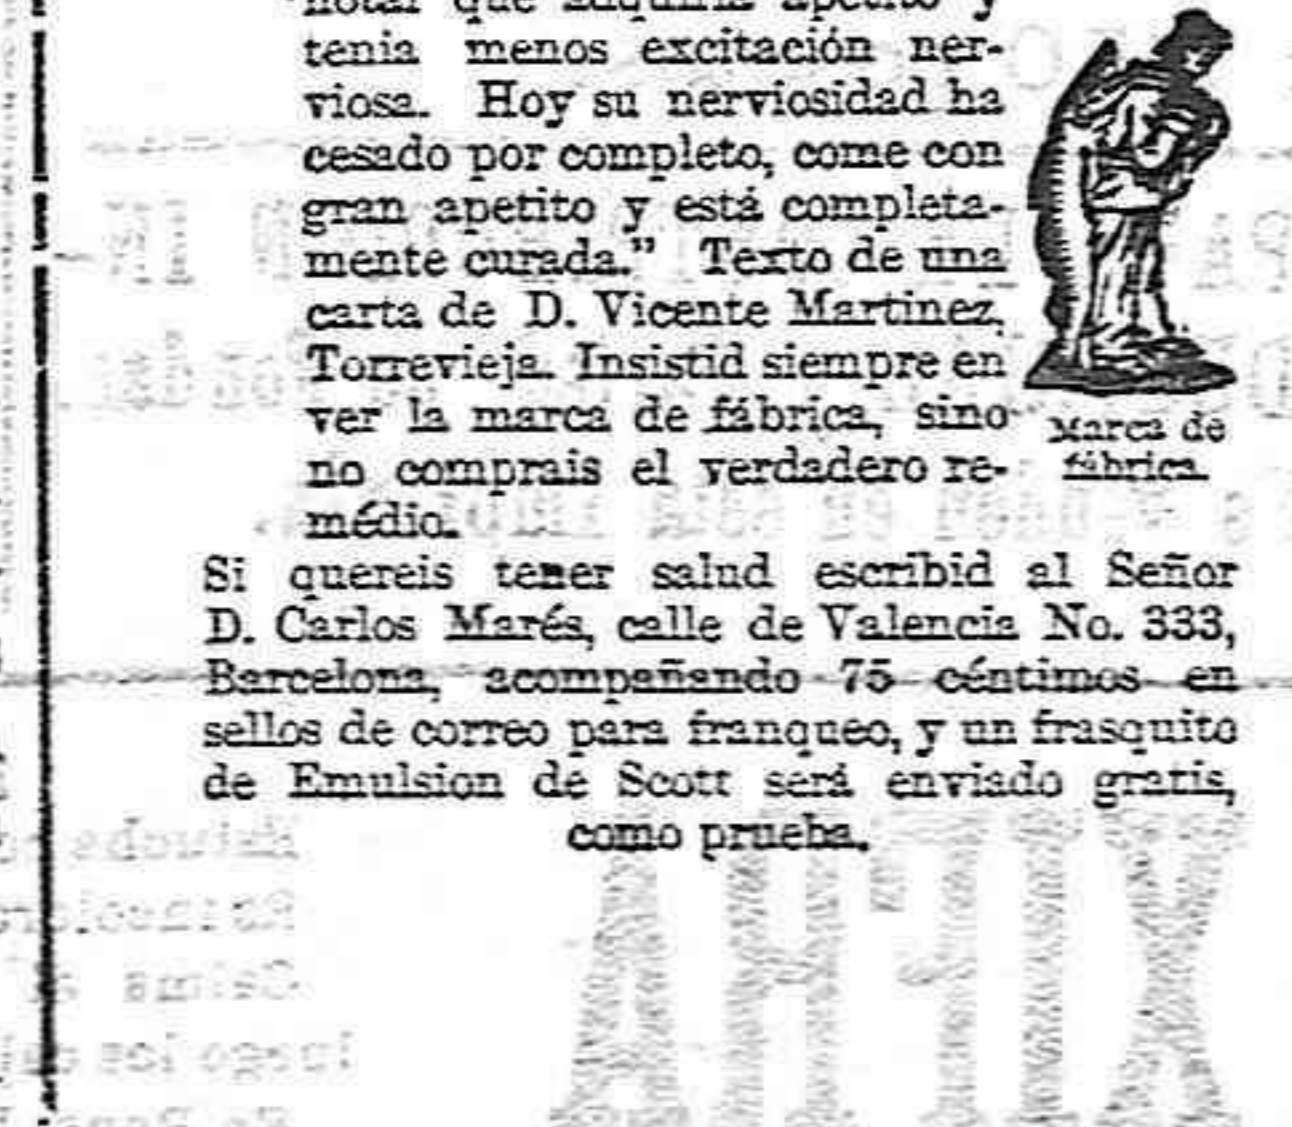 notar que adquiria apetito y
tenia menos excitación ner-
viosa. Hoy su nerviosidad ha
cesado por completo, come con
gran apetito y está completa-
mente curada." Texto de una
carta de D. Vicente Martinez,
Torrevieja. Insistid siempre en
ver la marca de fábrica, sino
no comprais el verdadero re-
médio.
Marca de
fábrica.
Si quereis tener salud escribid al Señor
D. Carlos Marés, calle de Valencia No. 333,
Barcelona, acompañando 75 céntimos en
sellos de correo para franqueo, y un frasquito
de Emulsion de Scott será enviado gratis,
como prueba.